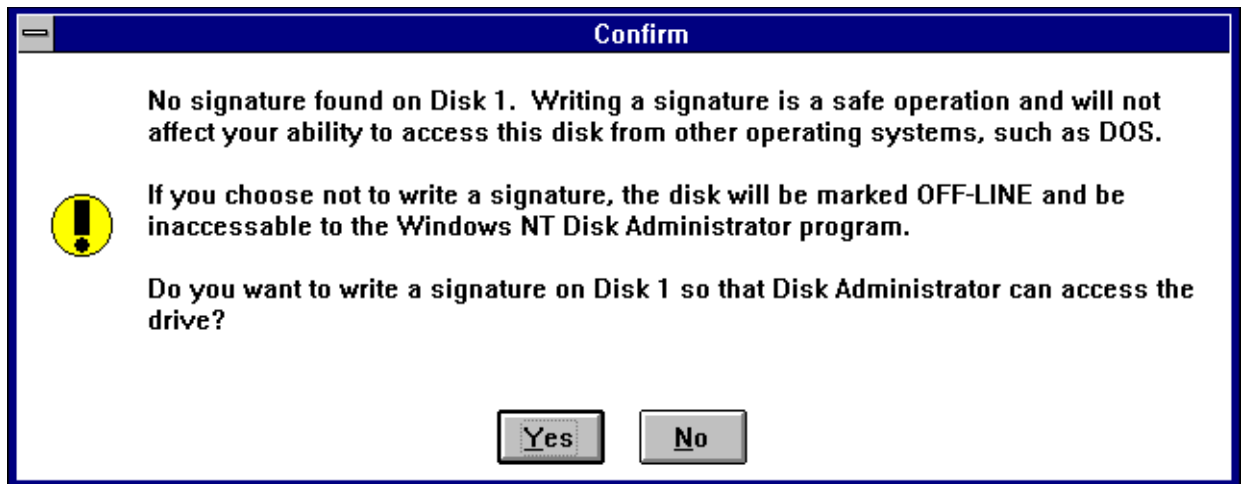 Confirm
No signature found on Disk 1.  Writing a signature is a safe operation and will not
affect your ability to access this disk from other operating systems, such as DOS.
If you choose not to write a signature, the disk will be marked OFF-LINE and be
inaccessable to the Windows NT Disk Administrator program.
Do you want to write a signature on Disk 1 so that Disk Administrator can access the
drive?
Yes No